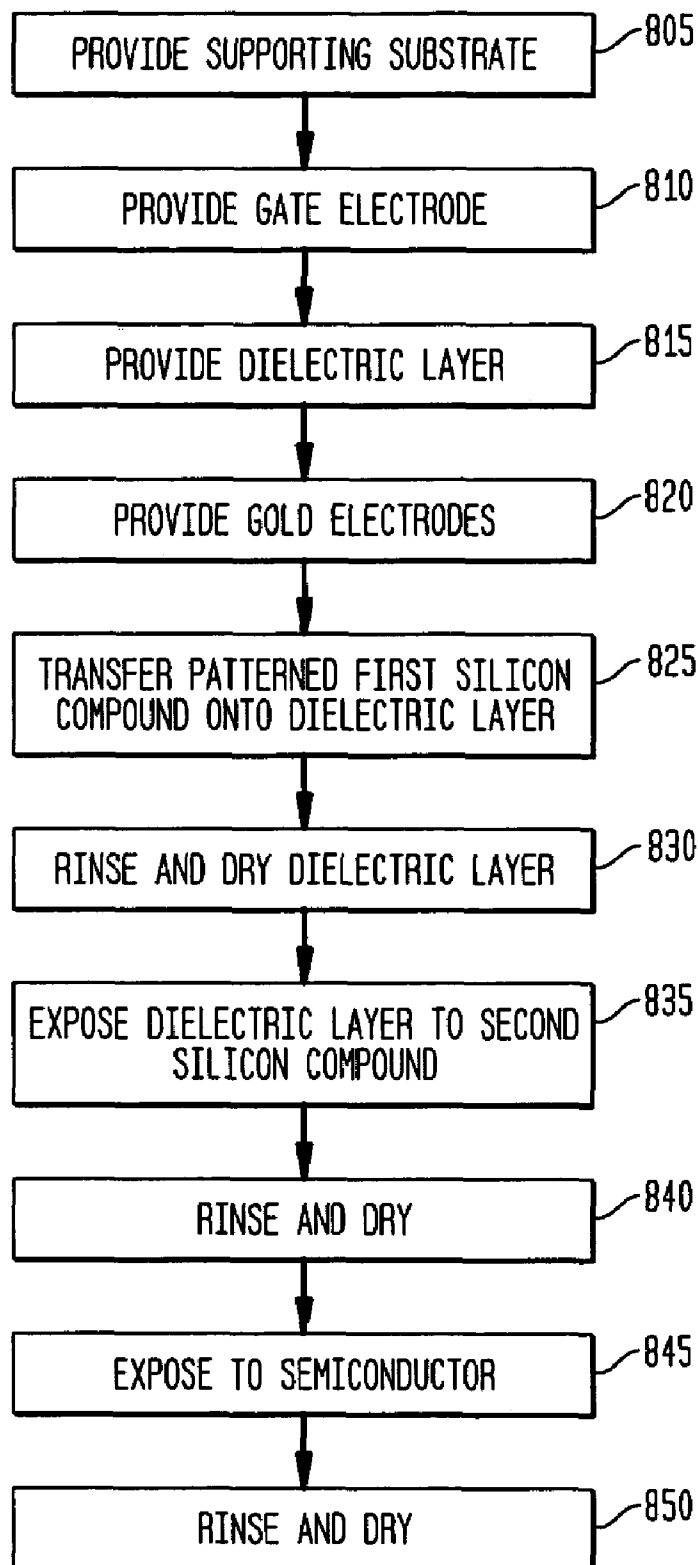 PROVIDE SUPPORTING SUBSTRATE
805
PROVIDE GATE ELECTRODE
810
PROVIDE DIELECTRIC LAYER
815
PROVIDE GOLD ELECTRODES
820
TRANSFER PATTERNED FIRST SILICON
COMPOUND ONTO DIELECTRIC LAYER
825
RINSE AND DRY DIELECTRIC LAYER
830
EXPOSE DIELECTRIC LAYER TO SECOND
SILICON COMPOUND
835
RINSE AND DRY
840
EXPOSE TO SEMICONDUCTOR
845
RINSE AND DRY
850